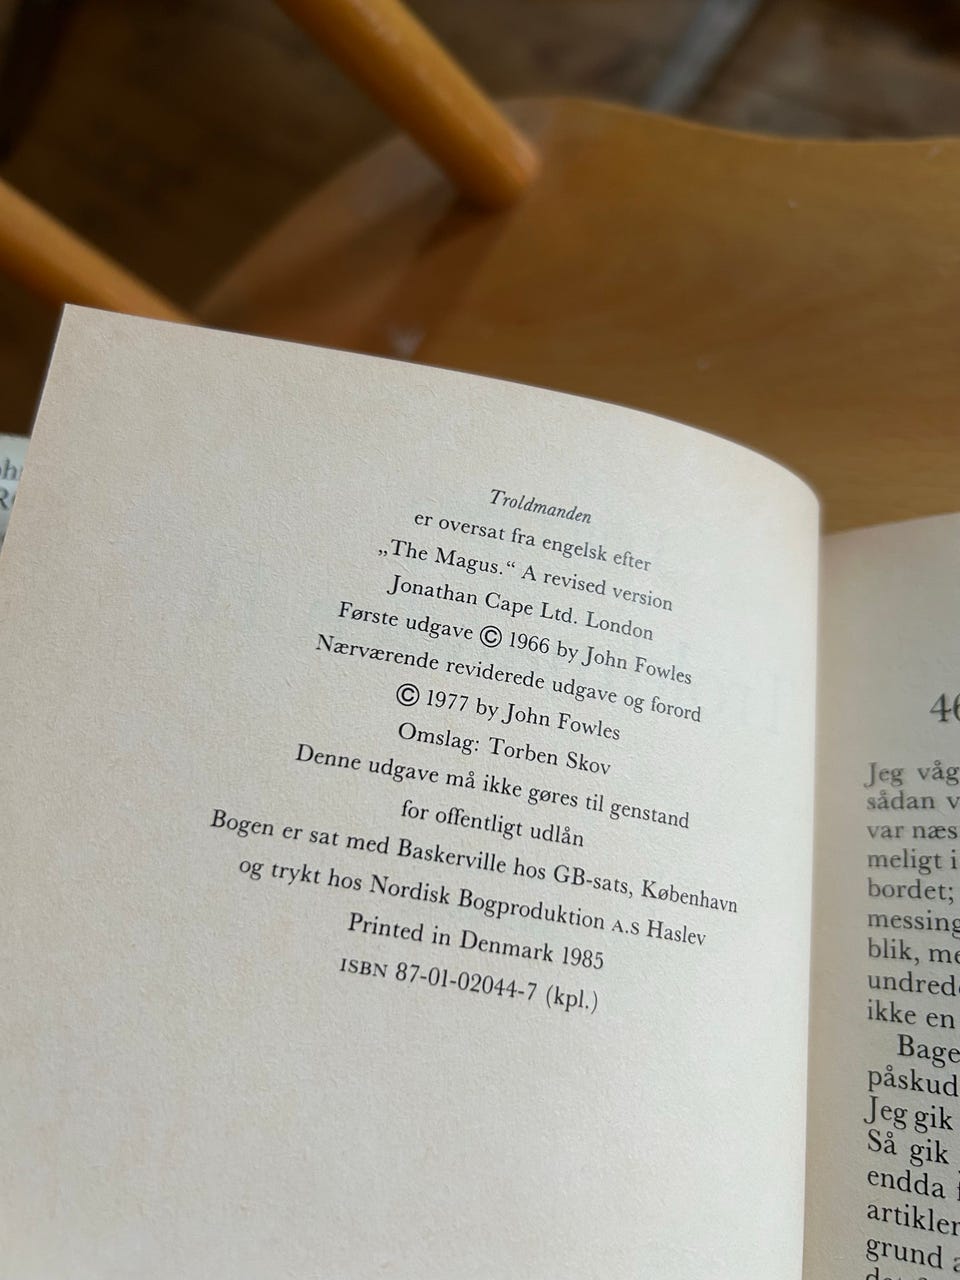 Troldmanden
er oversat fra engelsk efter
„The Magus.“ A revised version
Jonathan Cape Ltd. London
Første udgave © 1966 by John Fowles
Nærværende reviderede udgave og forord
© 1977 by John Fowles
Omslag: Torben Skov
Denne udgave må ikke gøres til genstand
for offentligt udlån
Bogen er sat med Baskerville hos GB-sats, København
og trykt hos Nordisk Bogproduktion A.S Haslev
Printed in Denmark 1985
ISBN 87-01-02044-7 (kpl.)
46
Jeg våg
sådan v
var næs
meligt i
bordet;
messing
blik, me
undrede
ikke en
Bage
påskud
Jeg gik
Så gik
endda
artikler
grund a